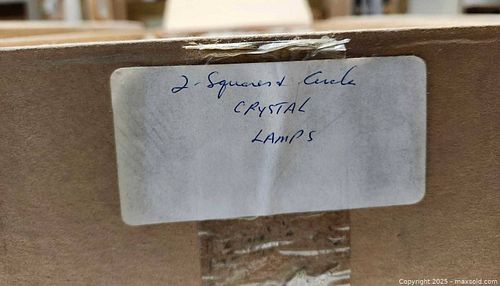 2 - Squares + Circle
CRYSTAL
LAMPS
Copyright 2025 - maxsold.com